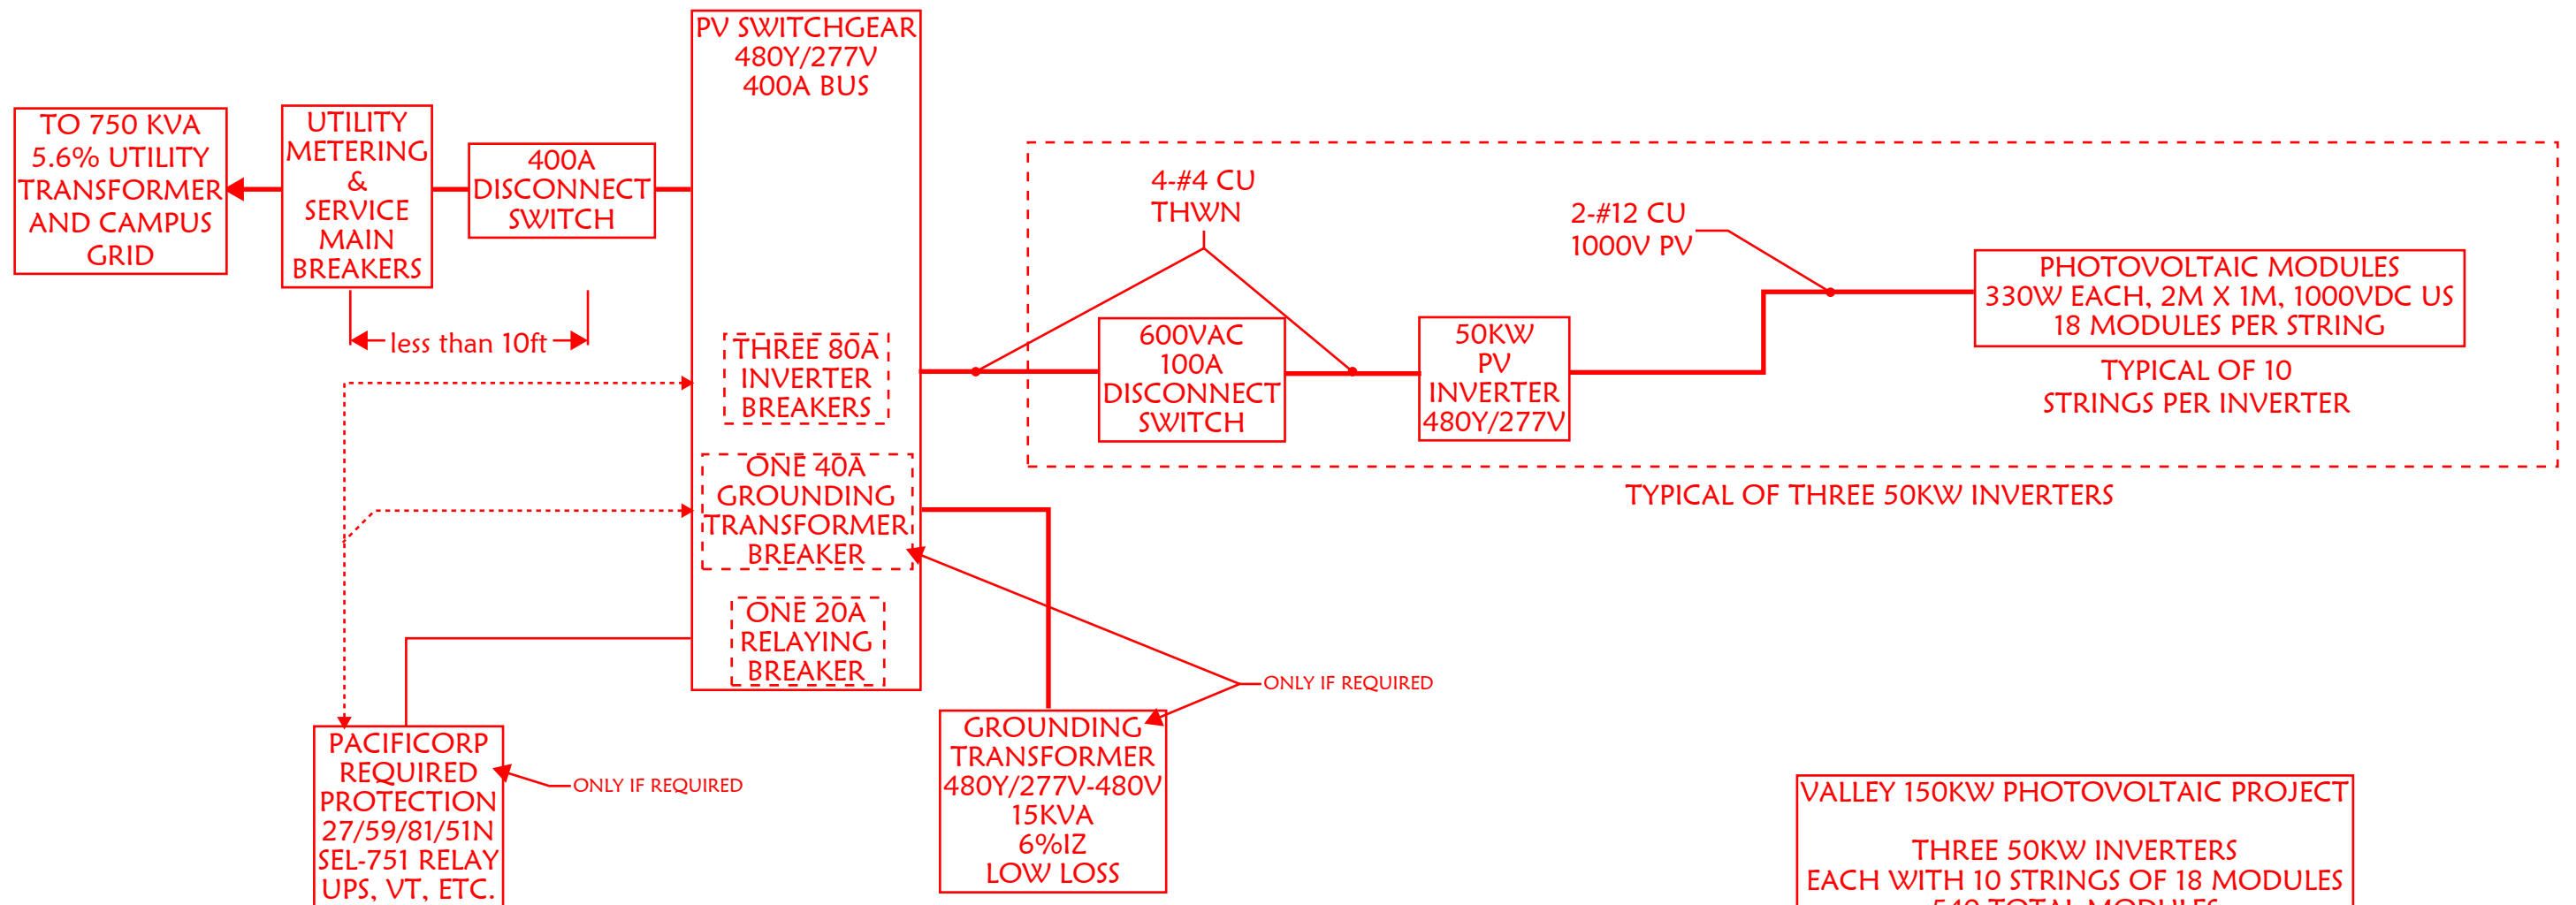 PV SWITCHGEAR
480Y/277V
400A BUS
TO 750 KVA
5.6% UTILITY
TRANSFORMER
AND CAMPUS
GRID
UTILITY
METERING
&
SERVICE
MAIN
BREAKERS
400A
DISCONNECT
SWITCH
less than 10ft
THREE 80A
INVERTER
BREAKERS
ONE 40A
GROUNDING
TRANSFORMER
BREAKER
ONE 20A
RELAYING
BREAKER
4-#4 CU
THWN
600VAC
100A
DISCONNECT
SWITCH
50KW
PV
INVERTER
480Y/277V
2-#12 CU
1000V PV
PHOTOVOLTAIC MODULES
330W EACH, 2M X 1M, 1000VDC US
18 MODULES PER STRING
TYPICAL OF 10
STRINGS PER INVERTER
TYPICAL OF THREE 50KW INVERTERS
ONLY IF REQUIRED
GROUNDING
TRANSFORMER
480Y/277V-480V
15KVA
6%IZ
LOW LOSS
PACIFICORP
REQUIRED
PROTECTION
27/59/81/51N
SEL-751 RELAY
UPS, VT, ETC.
ONLY IF REQUIRED
VALLEY 150KW PHOTOVOLTAIC PROJECT
THREE 50KW INVERTERS
EACH WITH 10 STRINGS OF 18 MODULES
540 TOTAL MODULES